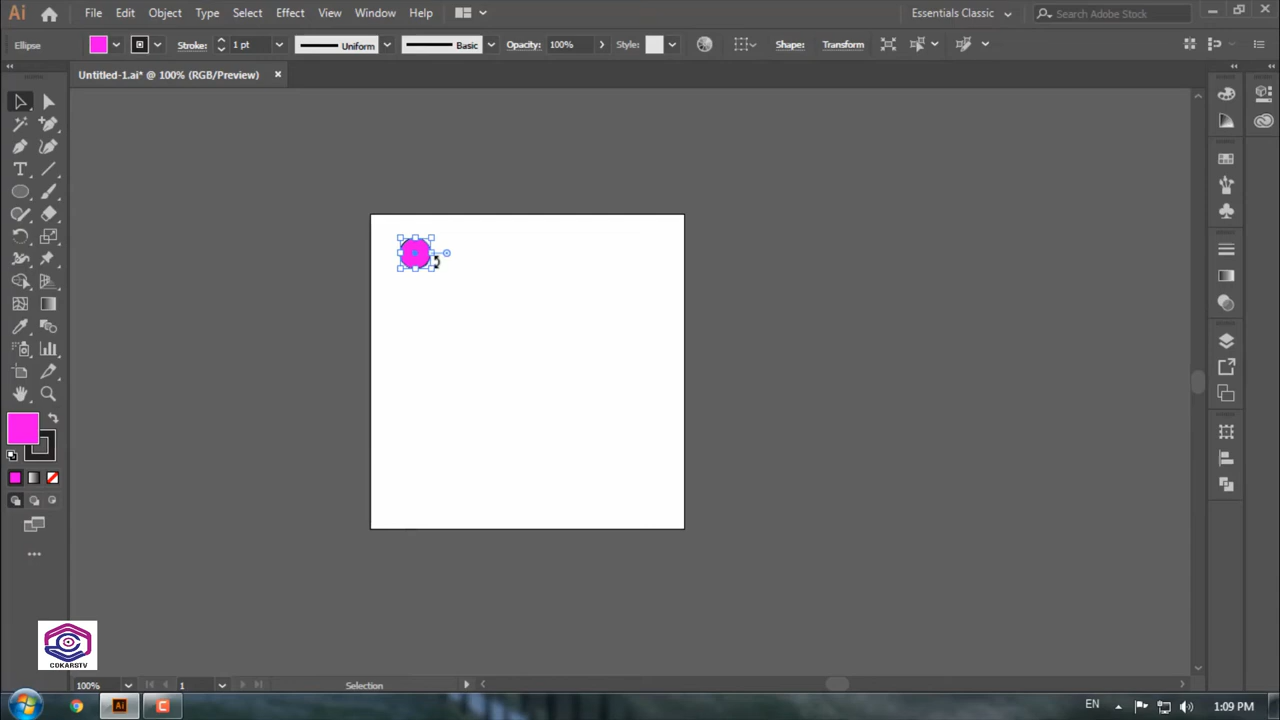 Ai File Edit Object Type Select Effect View Window Help Essentials Classic Search Adobe Stock
Ellipse Stroke: 1 pt Uniform Basic Opacity: 100% Style: Shape: Transform
Untitled-1.ai* @ 100% (RGB/Preview) ×
T
COKARSTV
100% 1 Selection
Ai C EN 1:09 PM